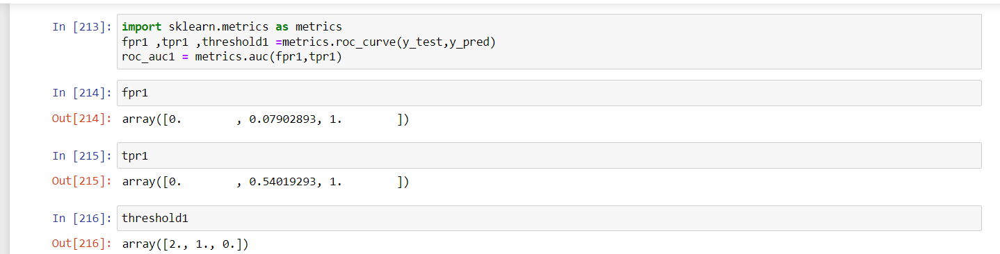 In [213]: import sklearn.metrics as metrics
fpr1 ,tpr1 ,threshold1 =metrics.roc_curve(y_test,y_pred)
roc_auc1 = metrics.auc(fpr1,tpr1)
In [214]: fpr1
Out[214]: array([0.        , 0.07902893, 1.        ])
In [215]: tpr1
Out[215]: array([0.        , 0.54019293, 1.        ])
In [216]: threshold1
Out[216]: array([2., 1., 0.])